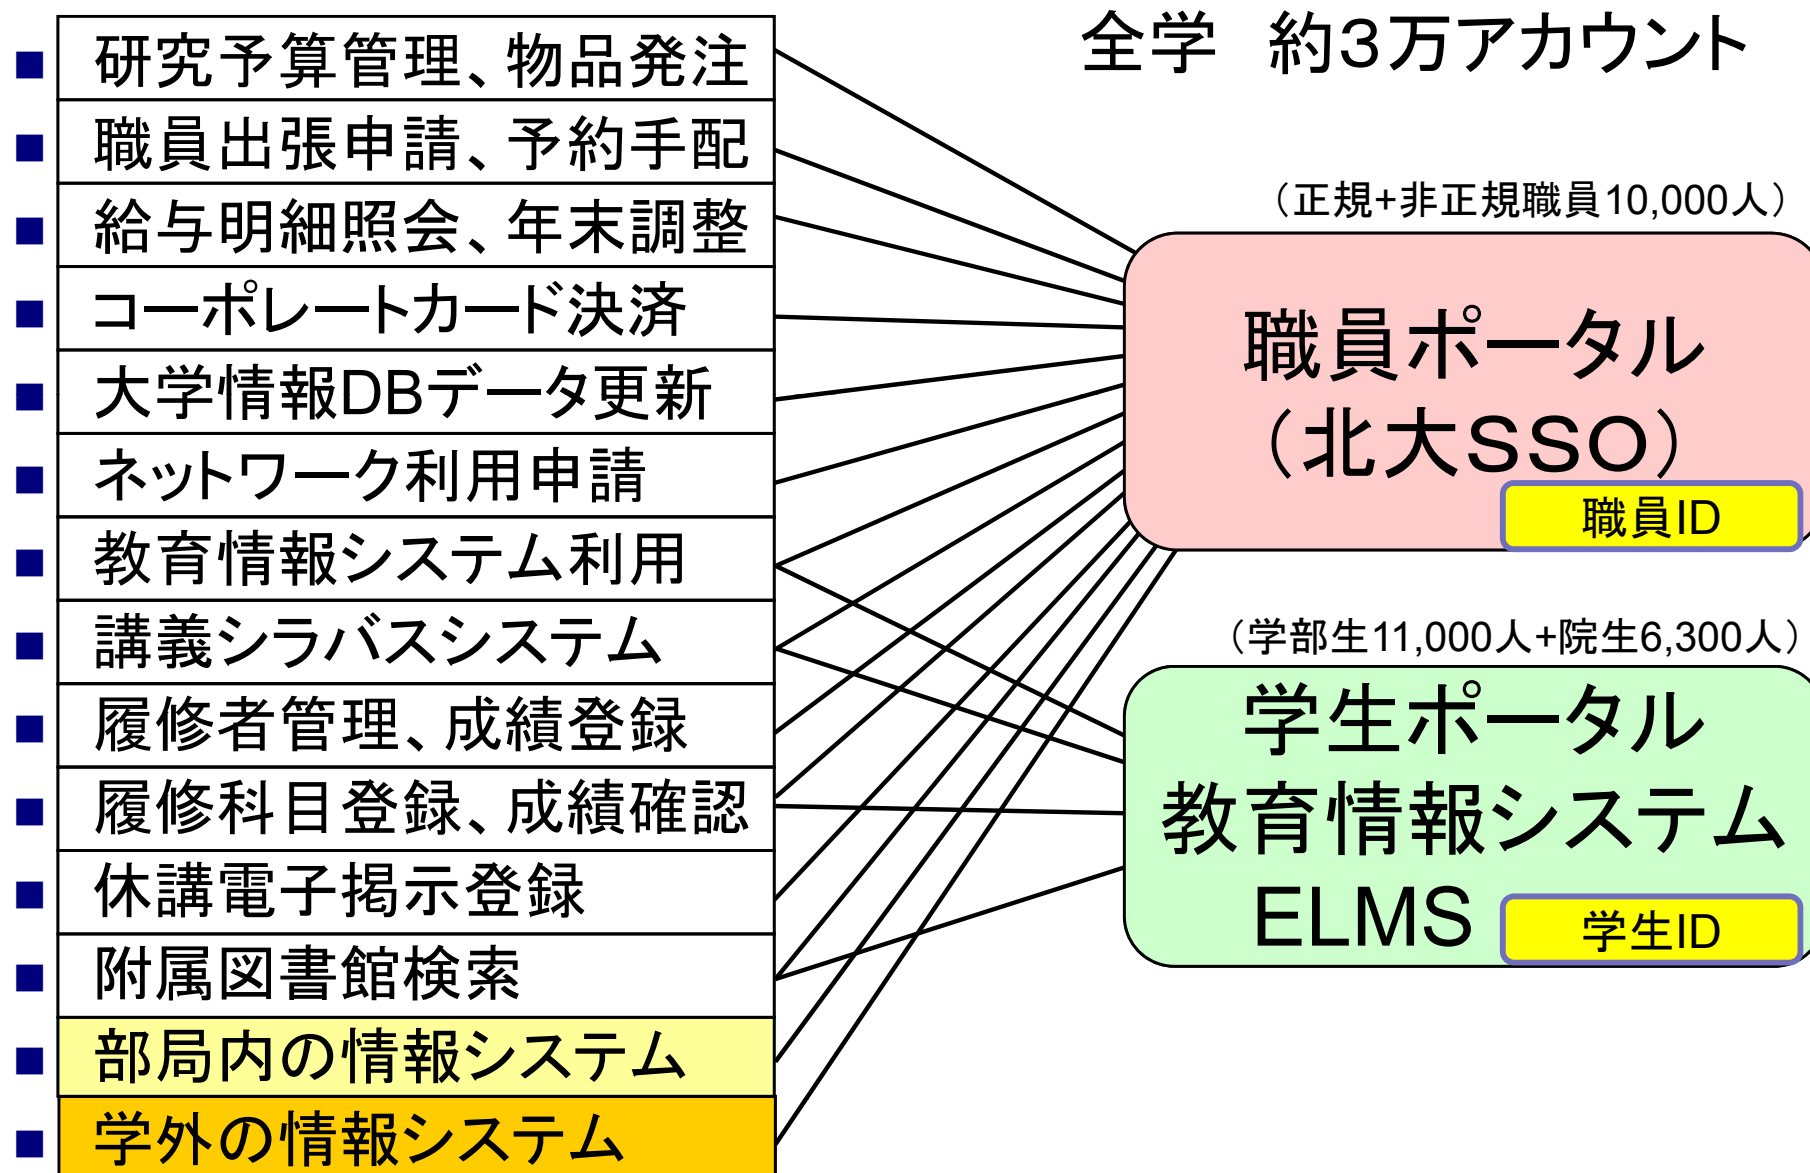 全学　約３万アカウント
研究予算管理、物品発注
職員出張申請、予約手配
給与明細照会、年末調整
コーポレートカード決済
大学情報DBデータ更新
ネットワーク利用申請
教育情報システム利用
講義シラバスシステム
履修者管理、成績登録
履修科目登録、成績確認
休講電子掲示登録
附属図書館検索
部局内の情報システム
学外の情報システム
（正規+非正規職員10,000人）
職員ポータル
（北大ＳＳＯ）
職員ID
（学部生11,000人+院生6,300人）
学生ポータル
教育情報システム
ELMS
学生ID